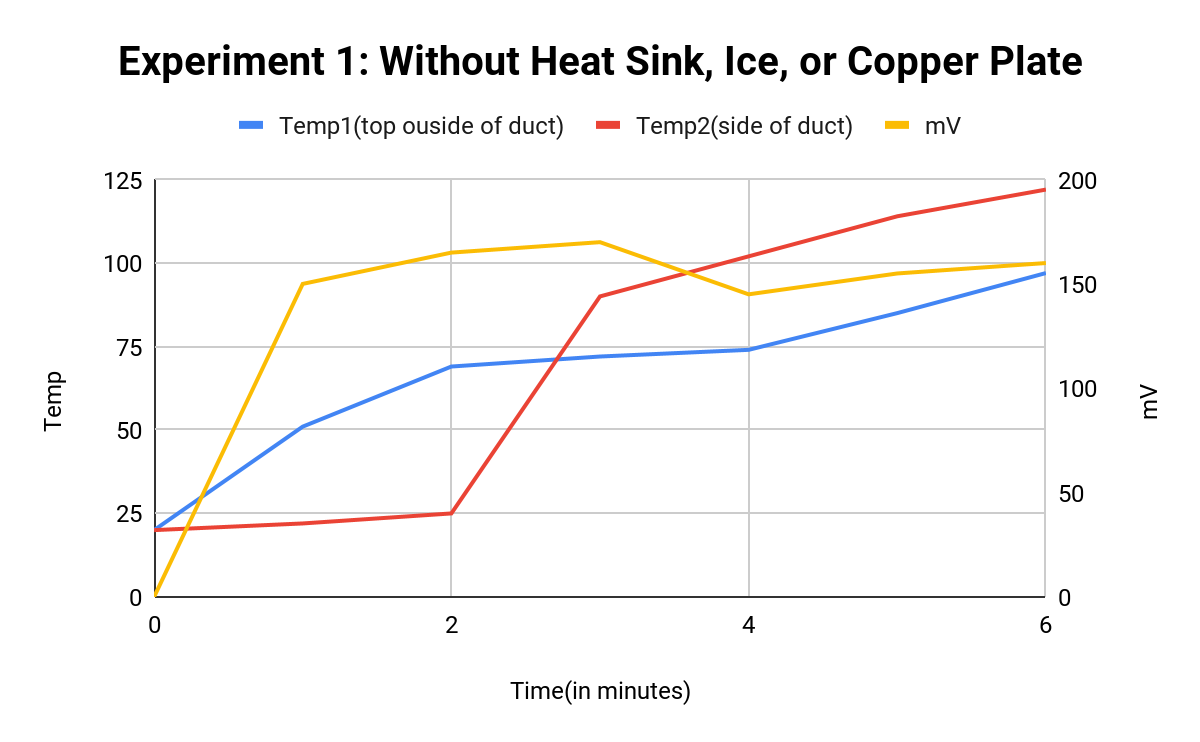 Experiment 1: Without Heat Sink, Ice, or Copper Plate
Temp1(top ouside of duct) Temp2(side of duct) mV
125 200
100 150
75
Temp 100 mV
50
50
25
0 0
0 2 4 6
Time(in minutes)